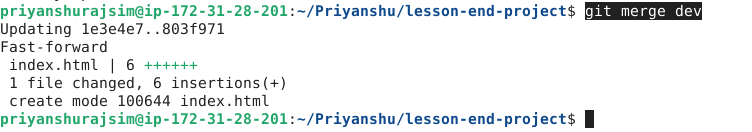 priyanshurajsim@ip-172-31-28-201:~/Priyanshu/lesson-end-project$ git merge dev
Updating 1e3e4e7..803f971
Fast-forward
 index.html | 6 ++++++
 1 file changed, 6 insertions(+)
 create mode 100644 index.html
priyanshurajsim@ip-172-31-28-201:~/Priyanshu/lesson-end-project$